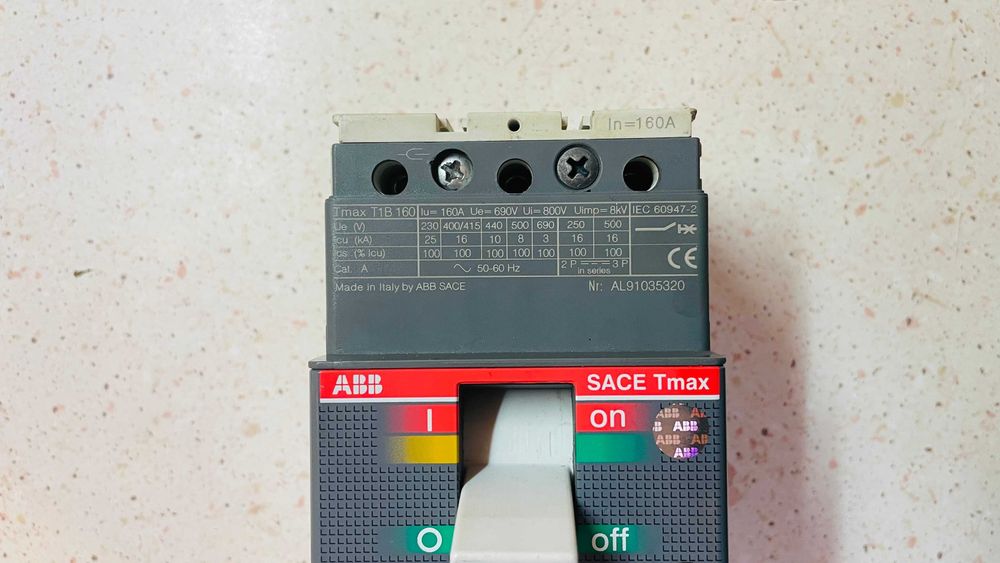 In=160A
Tmax T1B 160 Iu= 160A Ue= 690V Ui= 800V Uimp= 8kV IEC 60947-2
Ue (V) 230 400/415 440 500 690 250 500
Icu (kA) 25 16 10 8 3 16 16
Ics (% Icu) 100 100 100 100 100 100 100
Cat. A 50-60 Hz 2 P 3 P in series CE
Made in Italy by ABB SACE Nr: AL91035320
ABB SACE Tmax
I on
ABB
ABB
ABB
ABB
O off